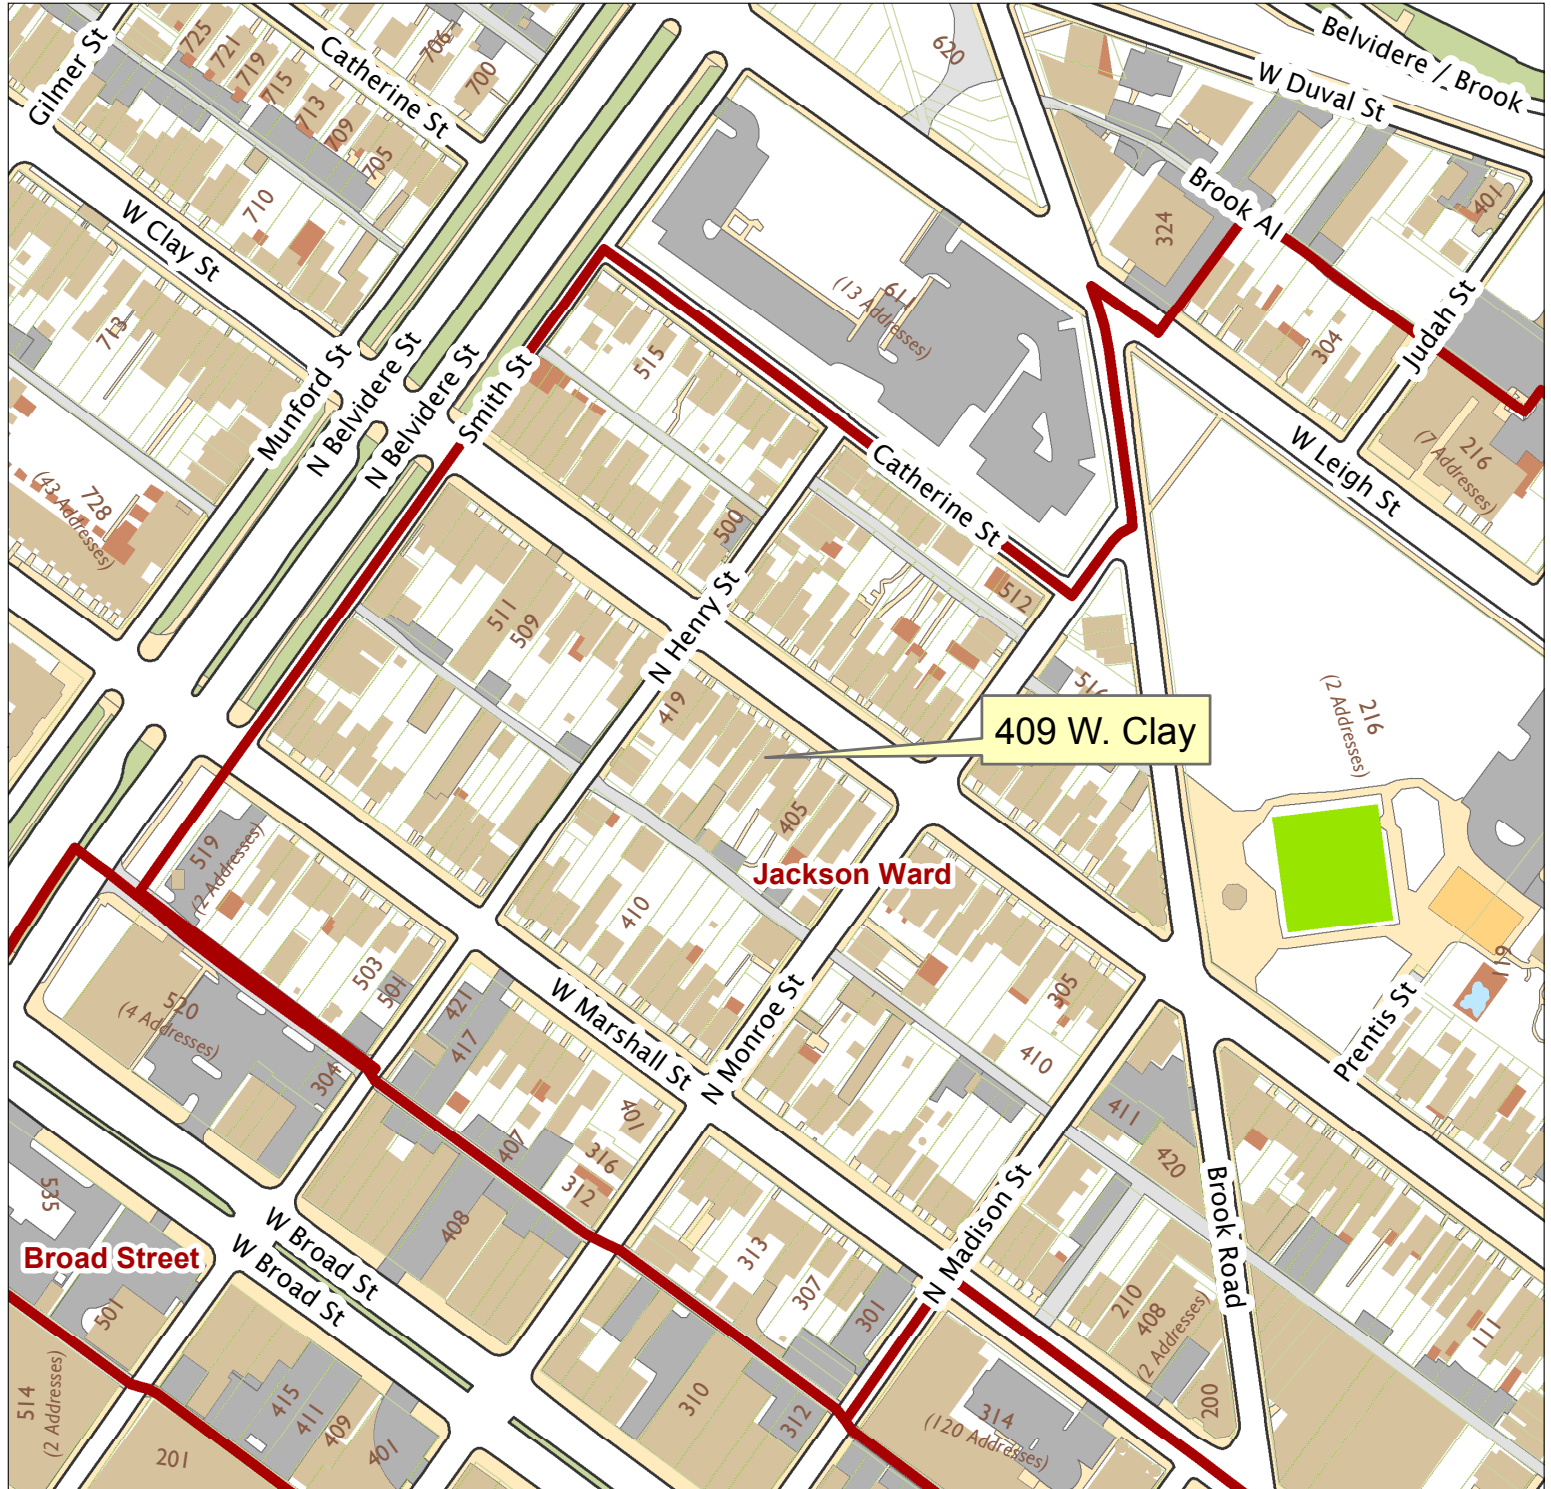 Gilmer St
725
721
719
715
713
709
705
Catherine St
706
700
620
Belvidere / Brook
W Duval St
Brook Al
324
401
W Clay St
710
713
611
(13 Addresses)
304
Judah St
515
Munford St
N Belvidere St
N Belvidere St
Smith St
W Leigh St
216
(7 Addresses)
728
(43 Addresses)
Catherine St
500
512
511
509
N Henry St
516
216
(2 Addresses)
419
409 W. Clay
405
519
(2 Addresses)
Jackson Ward
410
503
501
119
520
(4 Addresses)
421
417
W Marshall St
N Monroe St
305
410
Prentis St
304
401
411
420
407
316
312
535
408
Broad Street
W Broad St
W Broad St
313
307
301
N Madison St
Brook Road
210
408
(2 Addresses)
200
111
501
514
(2 Addresses)
415
411
409
401
201
310
312
314
(120 Addresses)